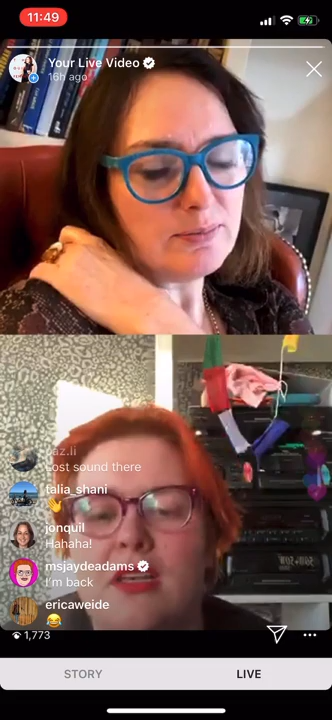 11:49
Your Live Video
16h ago
Lost sound there
talia_shani
👋
jonquil
Hahaha!
msjaydeadams
I'm back
ericaweide
😂
1,773
STORY
LIVE